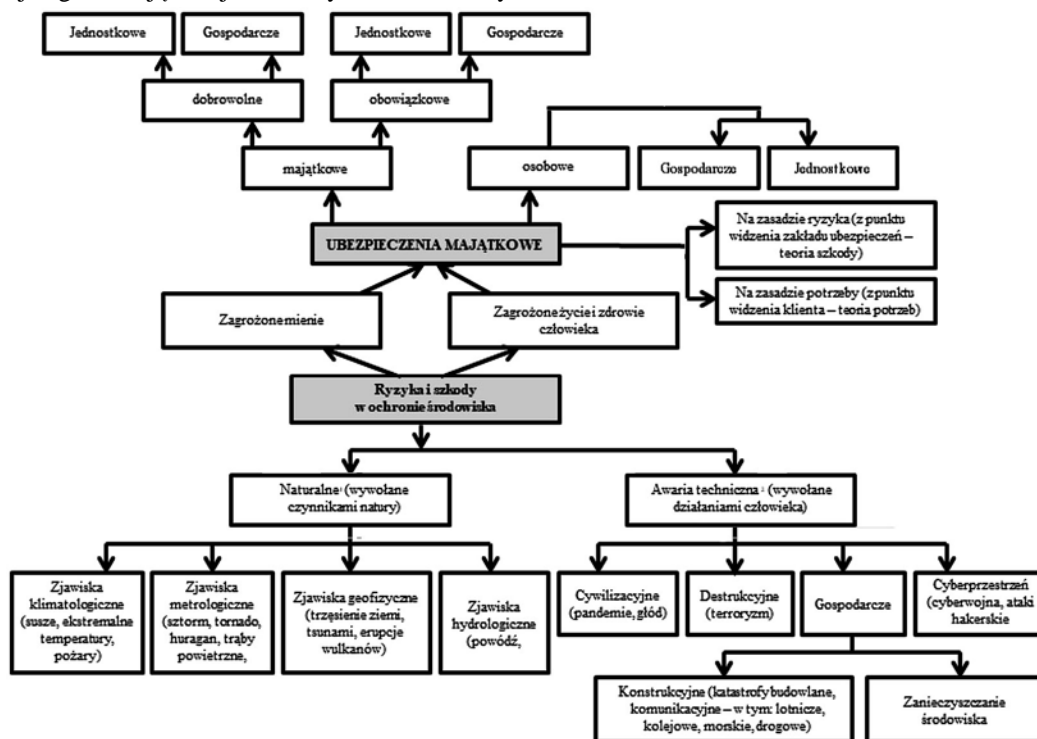 Jednostkowe
Gospodarcze
Jednostkowe
Gospodarcze
dobrowolne
obowiązkowe
majątkowe
osobowe
Gospodarcze
Jednostkowe
UBEZPIECZENIA MAJĄTKOWE
Na zasadzie ryzyka (z punktu
widzenia zakładu ubezpieczeń –
teoria szkody)
Na zasadzie potrzeby (z punktu
widzenia klienta – teoria potrzeb)
Zagrożone mienie
Zagrożone życie i zdrowie
człowieka
Ryzyka i szkody
w ochronie środowiska
Naturalne (wywołane
czynnikami natury)
Awaria techniczna (wywołane
działaniami człowieka)
Zjawiska
klimatologiczne
(susze, ekstremalne
temperatury,
pożary)
Zjawiska
metrologiczne
(sztorm, tornado,
huragan, trąby
powietrzne,
Zjawiska geofizyczne
(trzęsienie ziemi,
tsunami, erupcje
wulkanów)
Zjawiska
hydrologiczne
(powódź,
Cywilizacyjne
(pandemie, głód)
Destrukcyjne
(terroryzm)
Gospodarcze
Cyberprzestrzeń
(cyberwojna, ataki
hakerskie
Konstrukcyjne (katastrofy budowlane,
komunikacyjne – w tym: lotnicze,
kolejowe, morskie, drogowe)
Zanieczyszczanie
środowiska